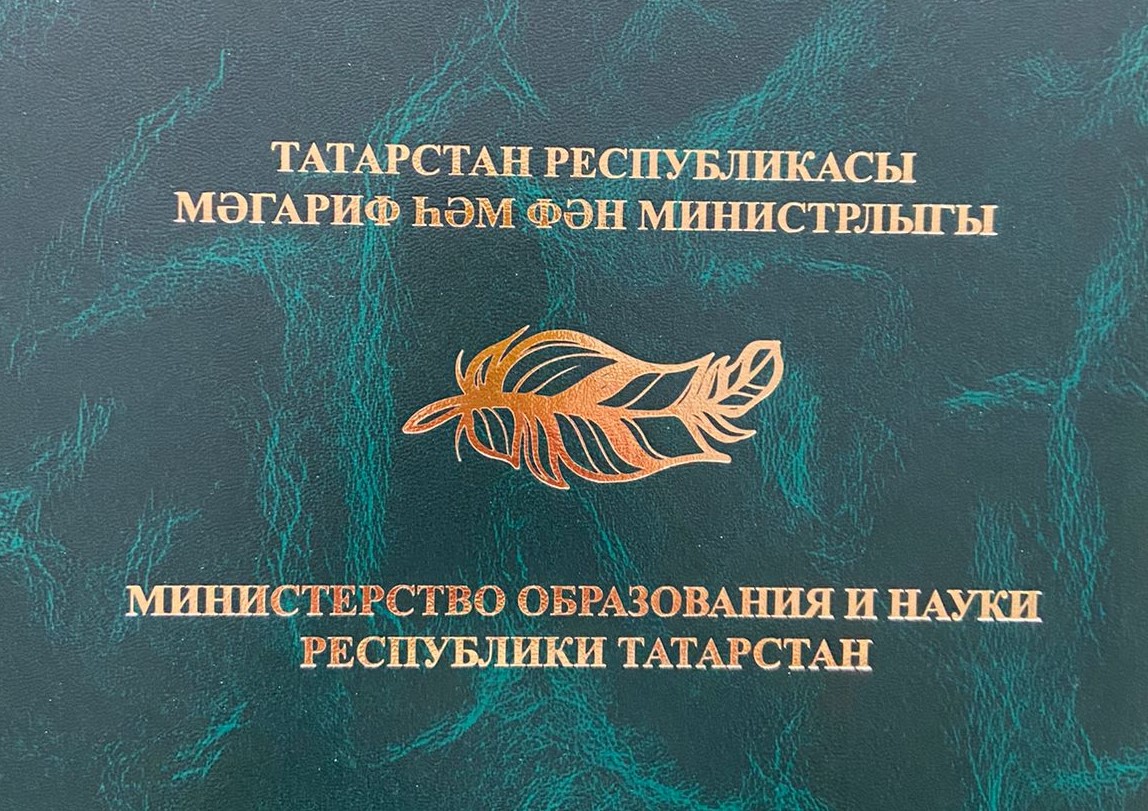 ТАТАРСТАН РЕСПУБЛИКАСЫ
МӘГАРИФ ҺӘМ ФӘН МИНИСТРЛЫГЫ
МИНИСТЕРСТВО ОБРАЗОВАНИЯ И НАУКИ
РЕСПУБЛИКИ ТАТАРСТАН